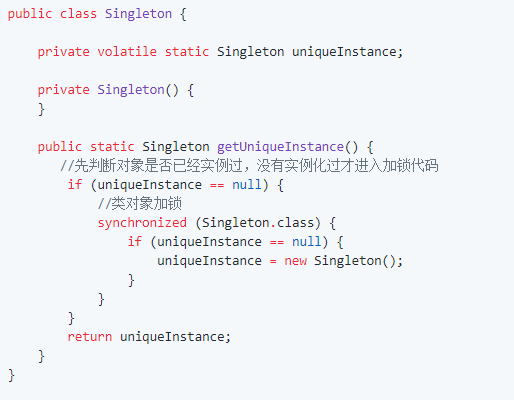 public class Singleton {
private volatile static Singleton uniqueInstance;
private Singleton() {
}
public static Singleton getUniqueInstance() {
//先判断对象是否已经实例过，没有实例化过才进入加锁代码
if (uniqueInstance == null) {
//类对象加锁
synchronized (Singleton.class) {
if (uniqueInstance == null) {
uniqueInstance = new Singleton();
}
}
}
return uniqueInstance;
}
}